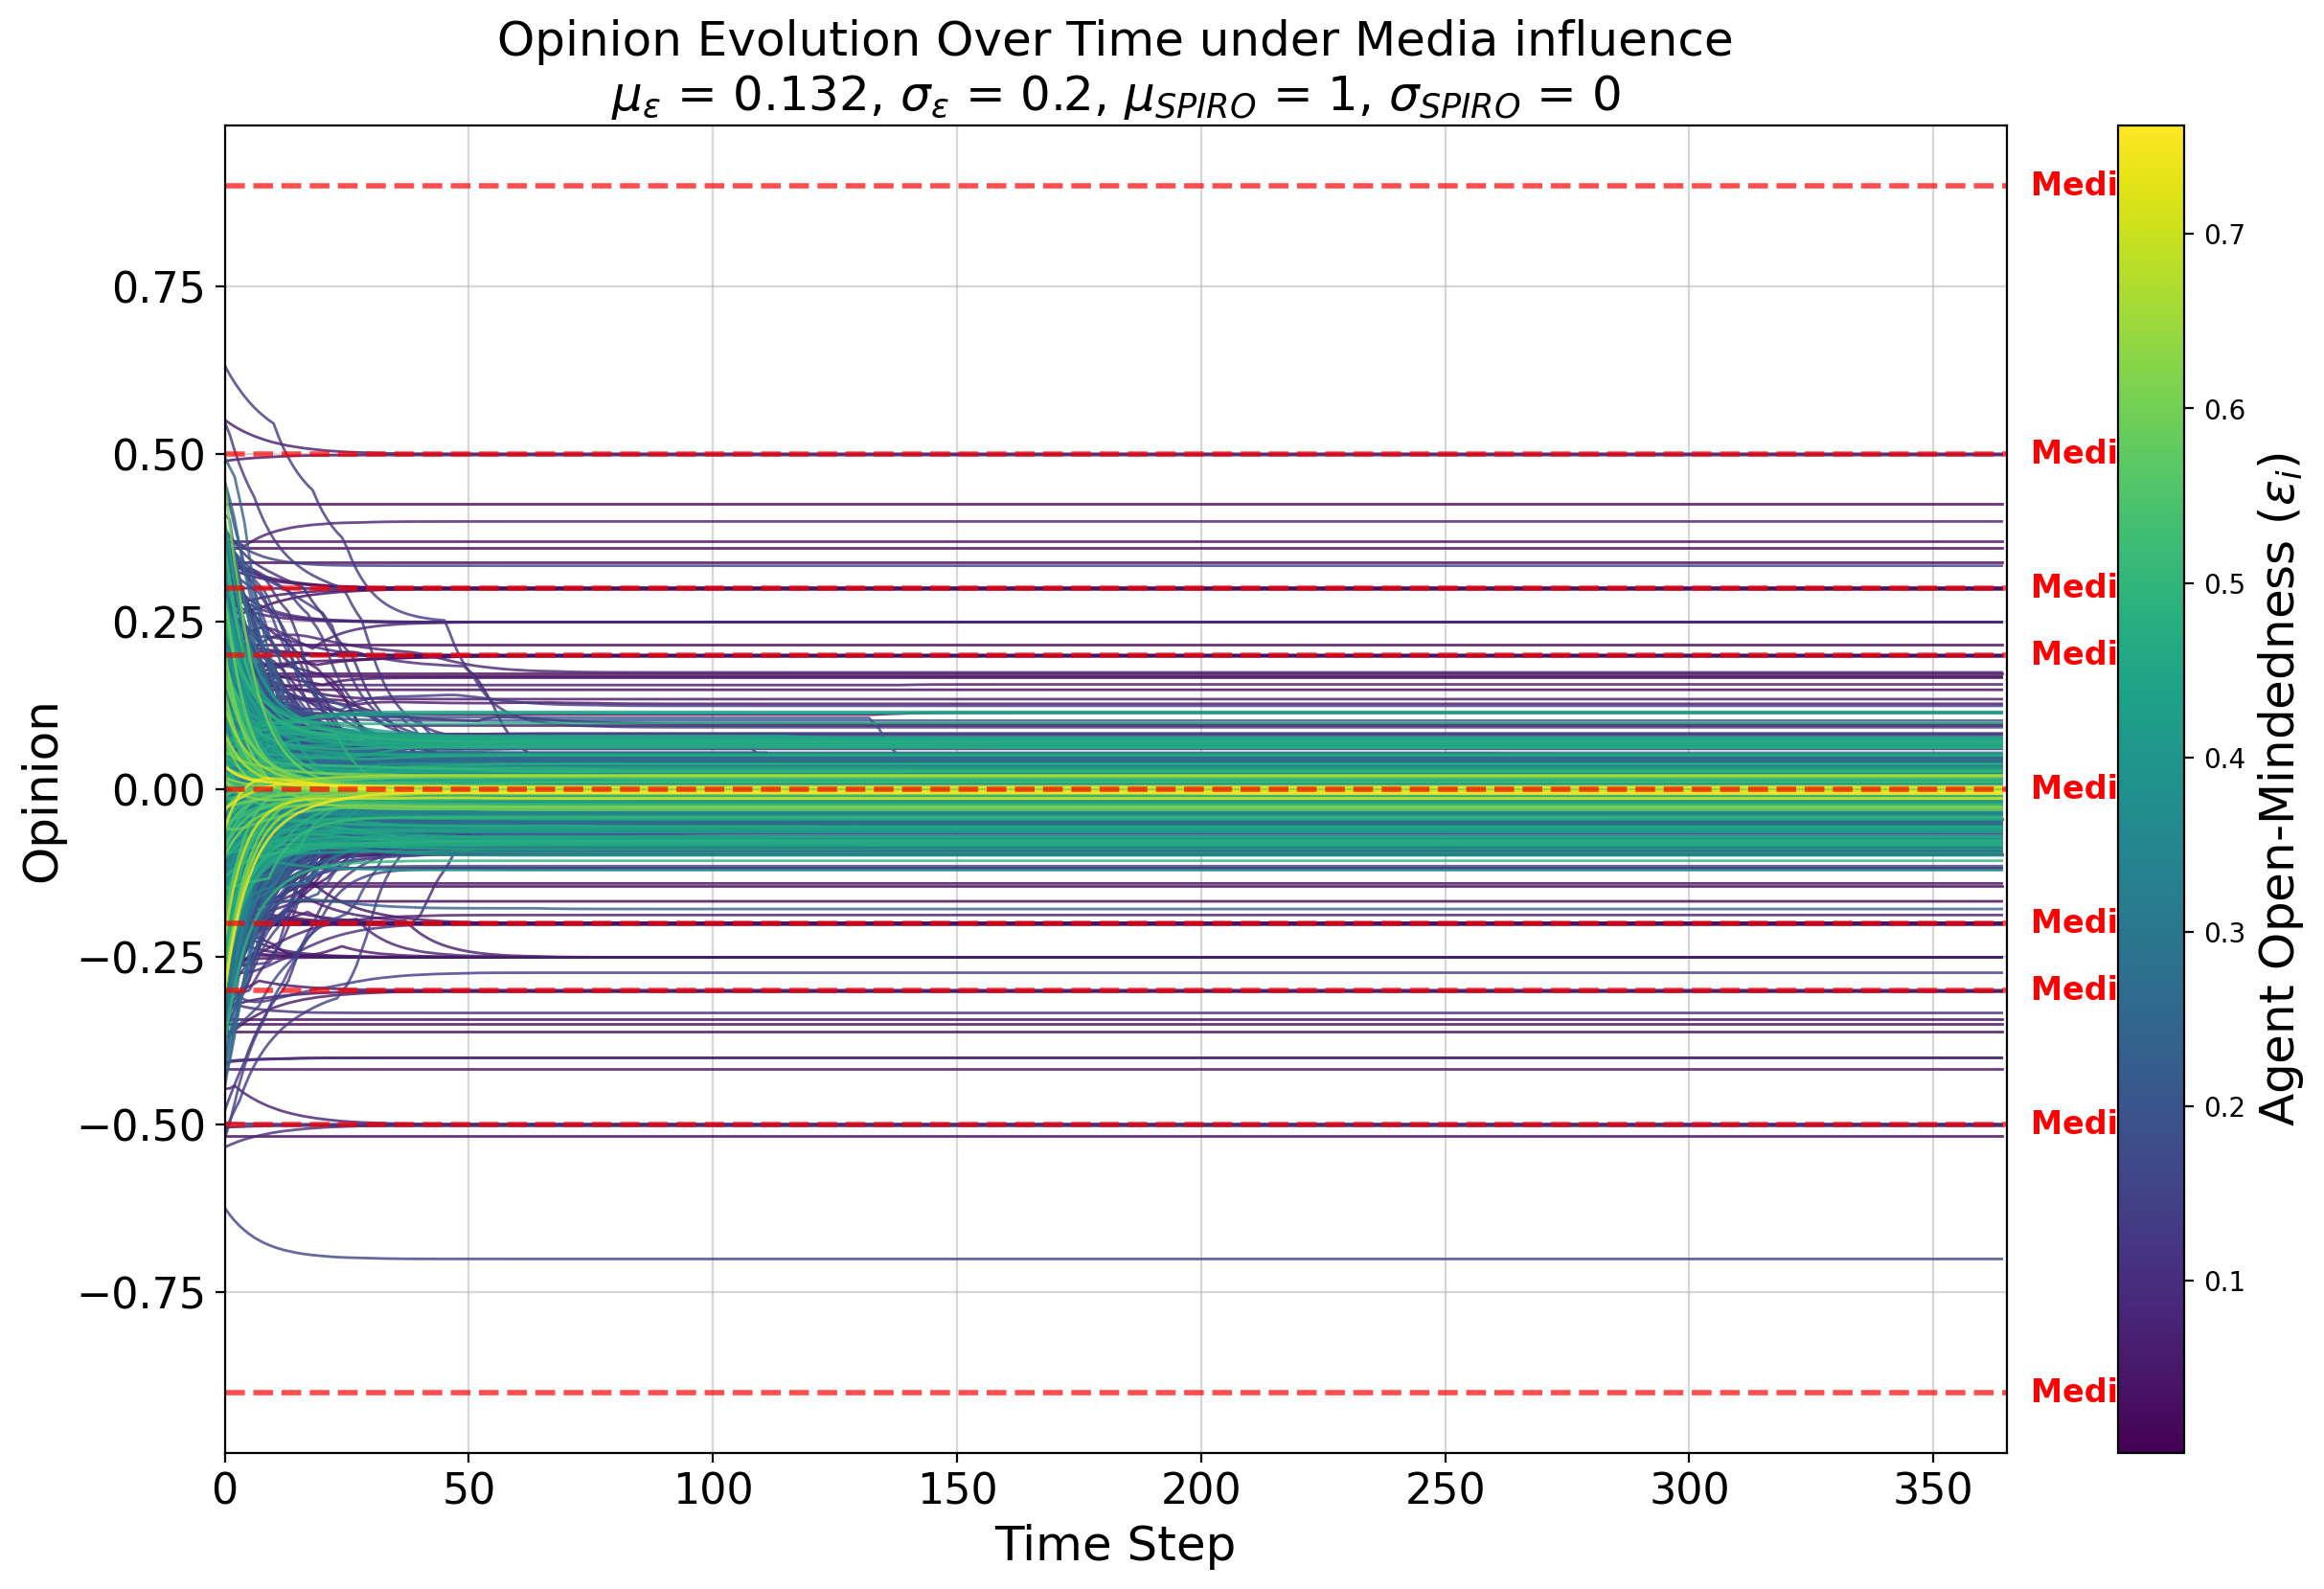 Opinion Evolution Over Time under Media influence
μ_ε = 0.132, σ_ε = 0.2, μ_SPIRO = 1, σ_SPIRO = 0
Opinion
0.75
0.50
0.25
0.00
−0.25
−0.50
−0.75
0 50 100 150 200 250 300 350
Time Step
Medi
Medi
Medi
Medi
Medi
Medi
Medi
Medi
Medi
0.7
0.6
0.5
0.4
0.3
0.2
0.1
Agent Open-Mindedness (ε_i)